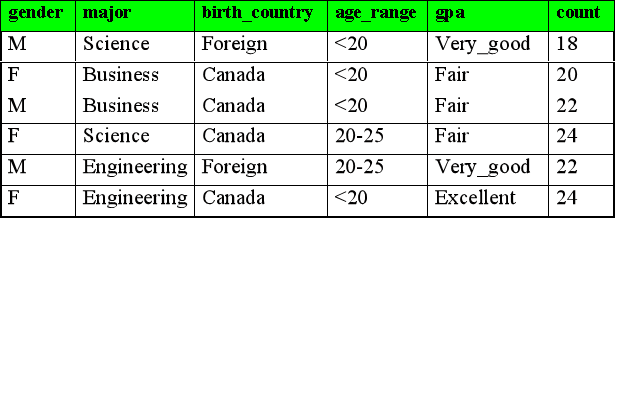 gender major birth_country age_range gpa count
M Science Foreign <20 Very_good 18
F Business Canada <20 Fair 20
M Business Canada <20 Fair 22
F Science Canada 20-25 Fair 24
M Engineering Foreign 20-25 Very_good 22
F Engineering Canada <20 Excellent 24